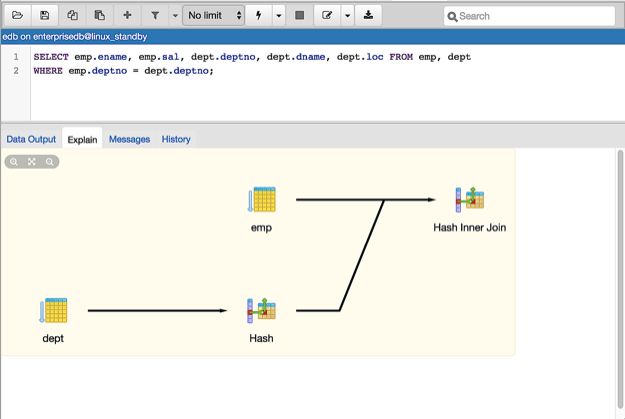 No limit
Search
edb on enterprisedb@linux_standby
1 SELECT emp.ename, emp.sal, dept.deptno, dept.dname, dept.loc FROM emp, dept
2 WHERE emp.deptno = dept.deptno;
Data Output Explain Messages History
emp
Hash Inner Join
dept
Hash